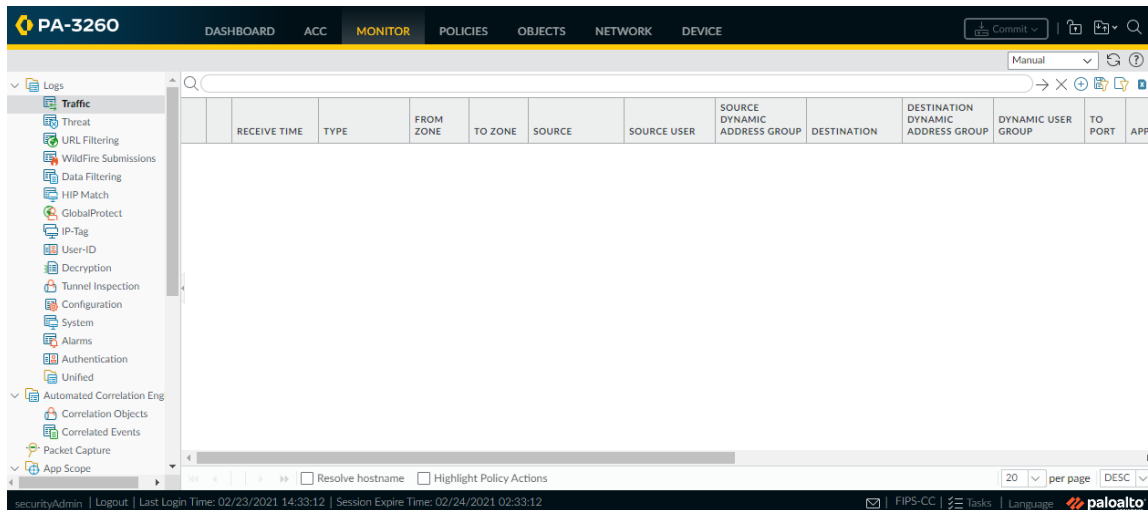 PA-3260
DASHBOARD ACC MONITOR POLICIES OBJECTS NETWORK DEVICE
Commit
Manual
Logs
Traffic
Threat
URL Filtering
WildFire Submissions
Data Filtering
HIP Match
GlobalProtect
IP-Tag
User-ID
Decryption
Tunnel Inspection
Configuration
System
Alarms
Authentication
Unified
Automated Correlation Eng
Correlation Objects
Correlated Events
Packet Capture
App Scope
RECEIVE TIME
TYPE
FROM
ZONE
TO ZONE
SOURCE
SOURCE USER
SOURCE
DYNAMIC
ADDRESS GROUP
DESTINATION
DESTINATION
DYNAMIC
ADDRESS GROUP
DYNAMIC USER
GROUP
TO
PORT
APP
Resolve hostname
Highlight Policy Actions
20 per page DESC
securityAdmin | Logout | Last Login Time: 02/23/2021 14:33:12 | Session Expire Time: 02/24/2021 02:33:12
| FIPS-CC | Tasks | Language paloalto